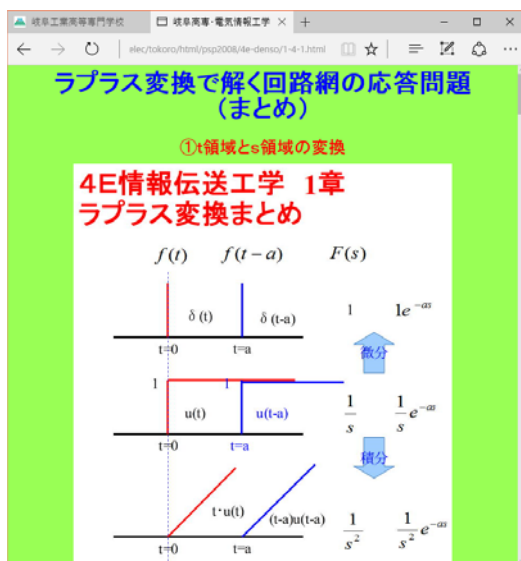 岐阜工業高等専門学校
岐阜高専-電気情報工学
elec/tokoro/html/psp2008/4e-denso/1-4-1.html
ラプラス変換で解く回路網の応答問題
(まとめ)
①t領域とs領域の変換
4E情報伝送工学 1章
ラプラス変換まとめ
f(t) f(t-a) F(s)
δ(t) δ(t-a) 1 1e^{-as}
t=0 t=a 微分
1 1
u(t) u(t-a) 1/s 1/s e^{-as}
t=0 t=a 積分
t・u(t) (t-a)u(t-a) 1/s² 1/s² e^{-as}
t=0 t=a